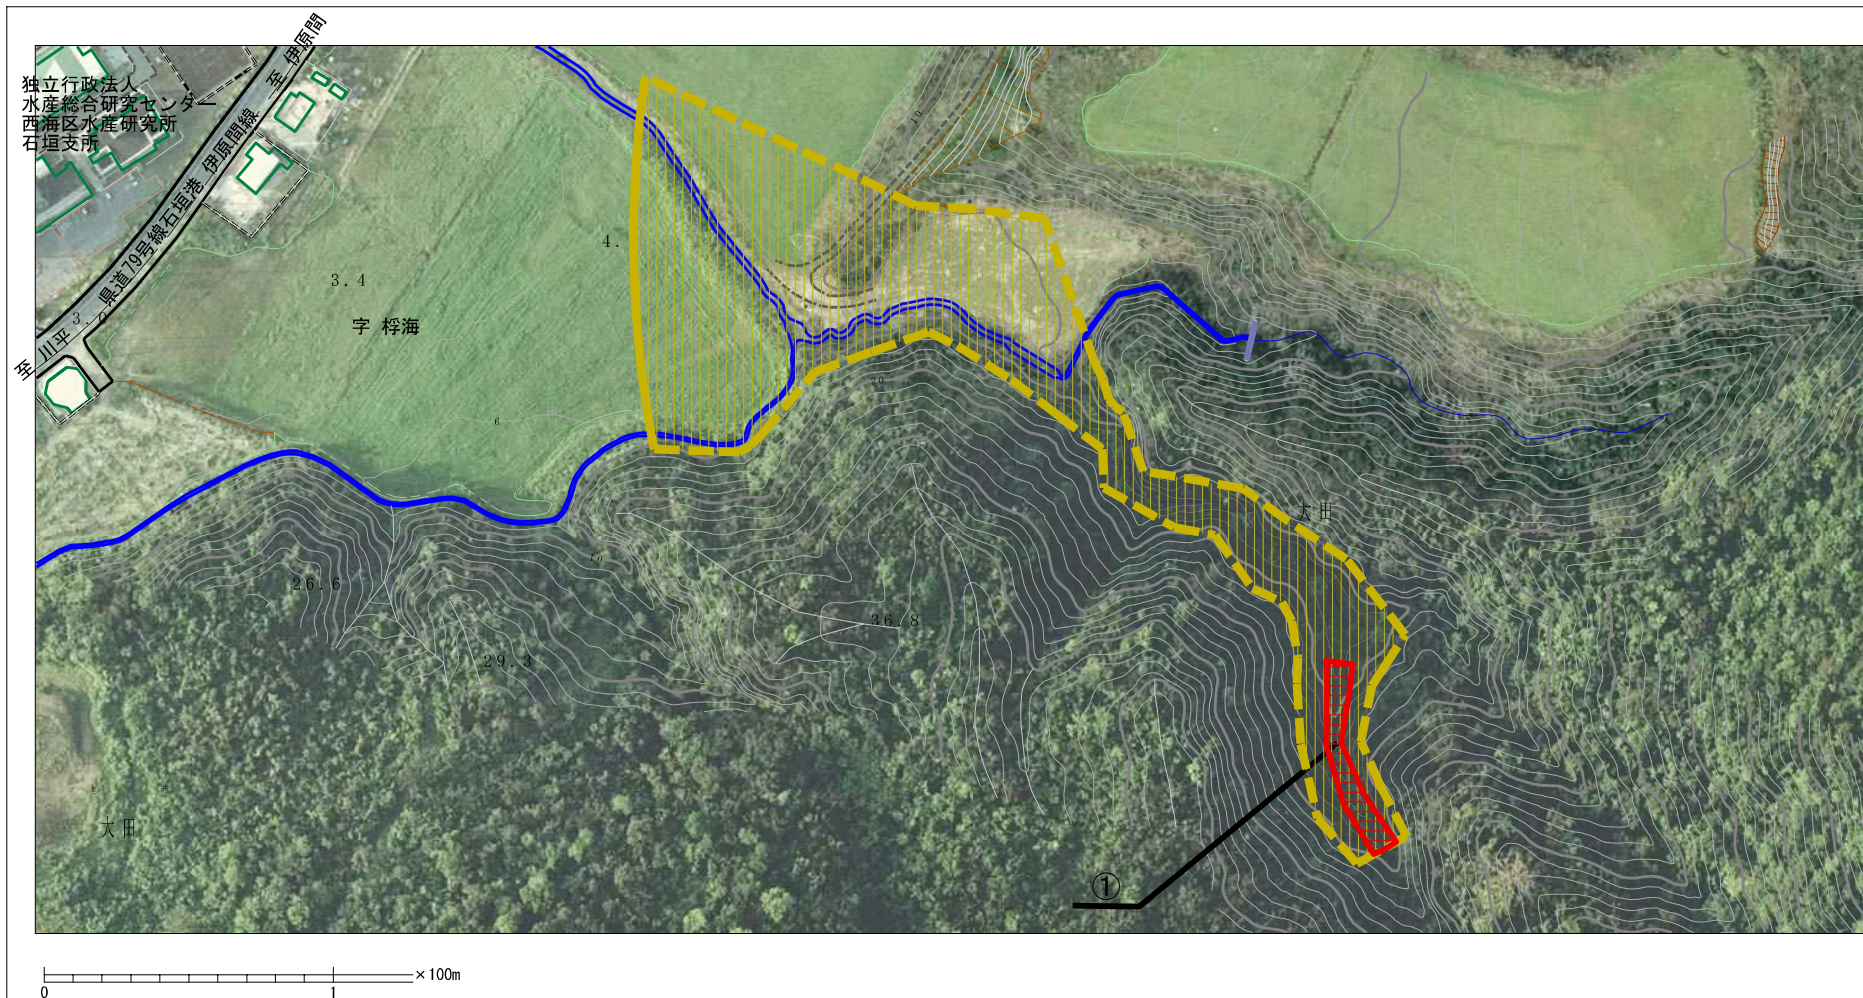 独立行政法人
水産総合研究センター
西海区水産研究所
石垣支所
至 伊原間
県道79号線石垣港 伊原間線
至 川平
3.0
3.4
4.
字 桴海
6
10
20
10
大田
26.6
29.3
36.8
大田
①
×100m
0
1